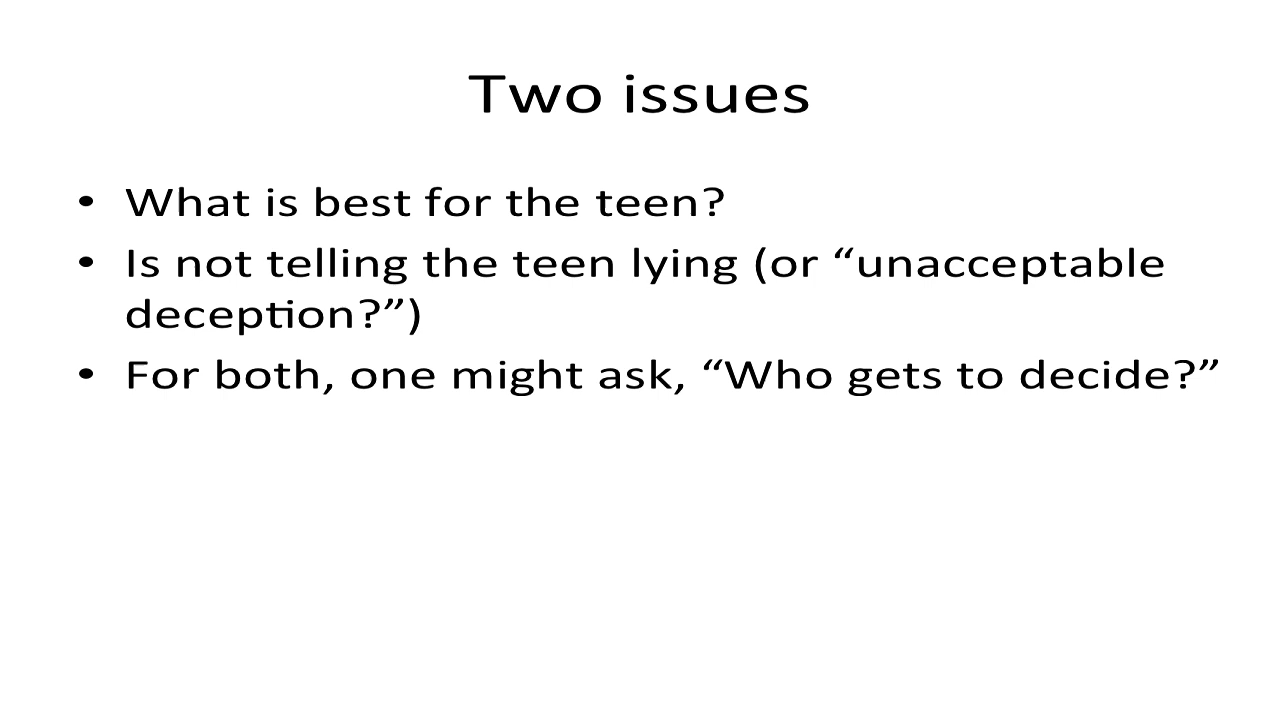 Two issues
• What is best for the teen?
• Is not telling the teen lying (or “unacceptable
deception?”)
• For both, one might ask, “Who gets to decide?”